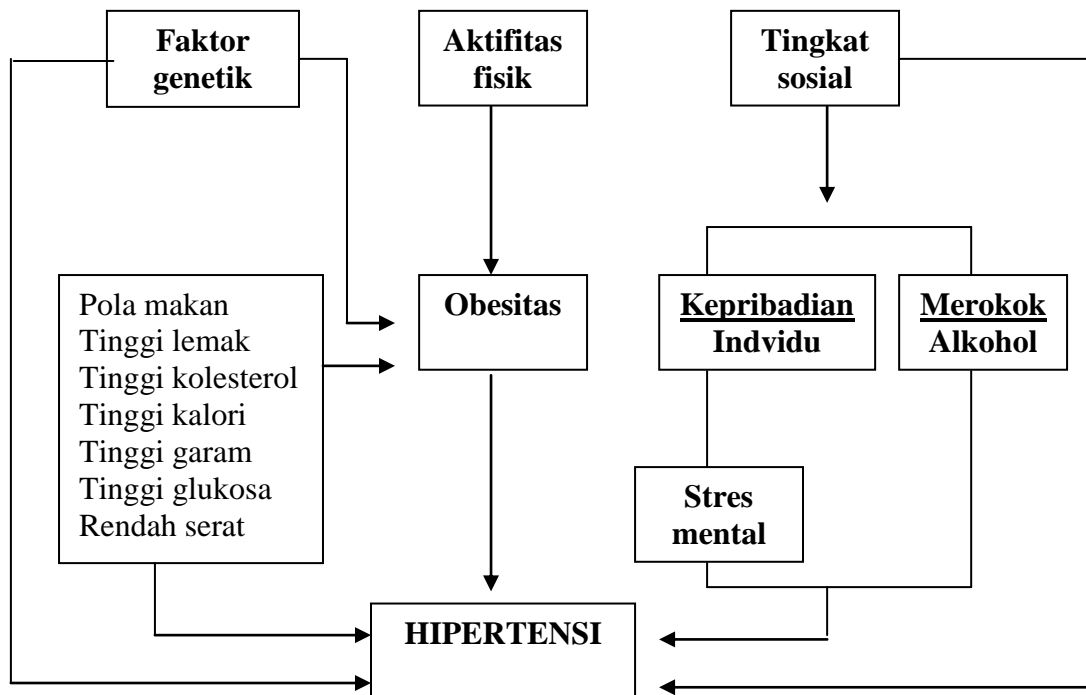 Faktor
genetik
Aktifitas
fisik
Tingkat
sosial
Pola makan
Tinggi lemak
Tinggi kolesterol
Tinggi kalori
Tinggi garam
Tinggi glukosa
Rendah serat
Obesitas
Kepribadian
Indvidu
Merokok
Alkohol
Stres
mental
HIPERTENSI